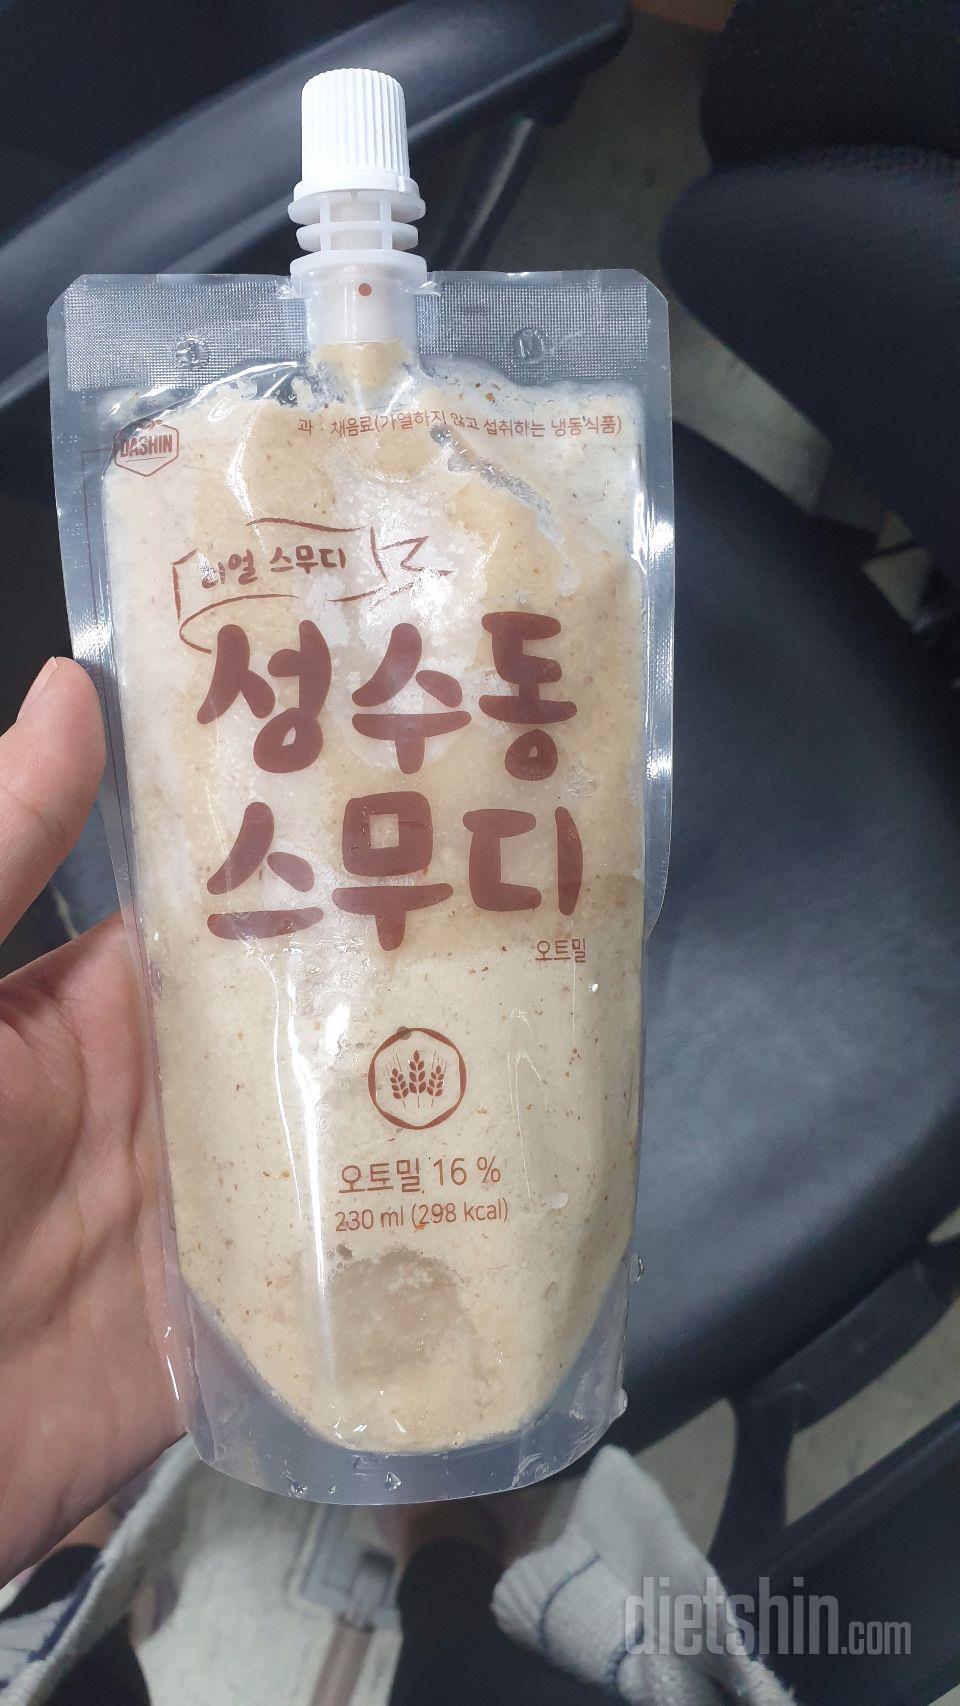 과·채음료(가열하지 않고 섭취하는 냉동식품)
DASHIN
리얼 스무디
성수동
스무디
오트밀
오트밀 16 %
230 ml (298 kcal)
dietshin.com